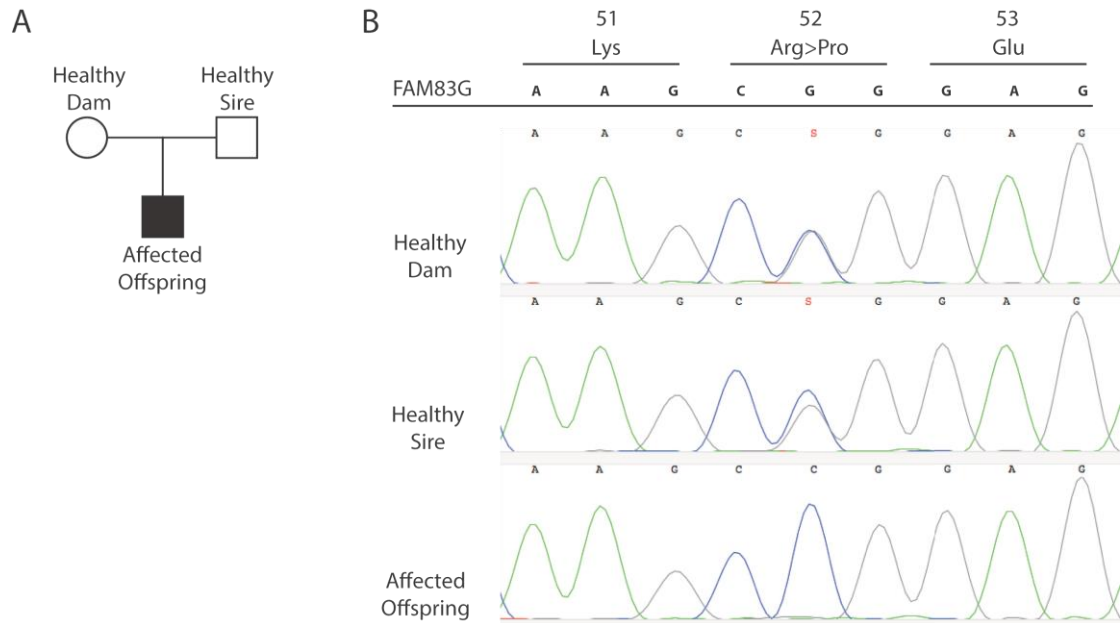 A
Healthy
Dam
Healthy
Sire
Affected
Offspring
B
51 52 53
Lys Arg>Pro Glu
FAM83G A A G C G G G A G
A A G C S G G A G
Healthy
Dam
A A G C S G G A G
Healthy
Sire
A A G C C G G A G
Affected
Offspring